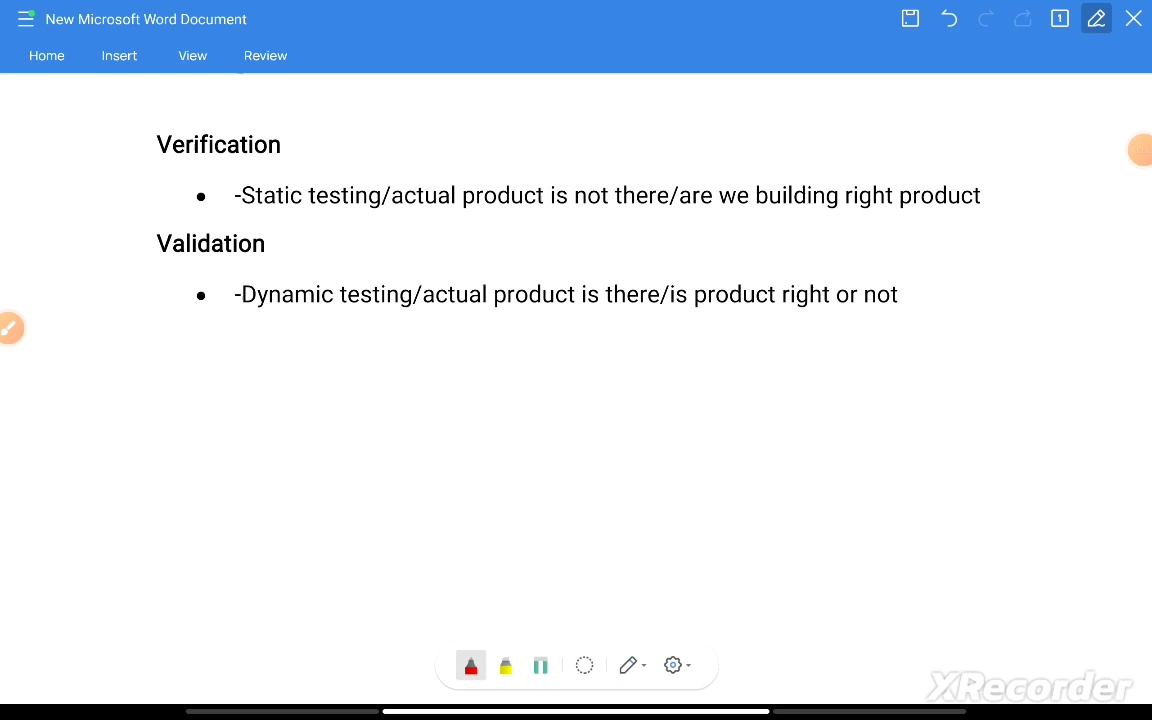 New Microsoft Word Document
1
Home Insert View Review
Verification
• -Static testing/actual product is not there/are we building right product
Validation
• -Dynamic testing/actual product is there/is product right or not
XRecorder